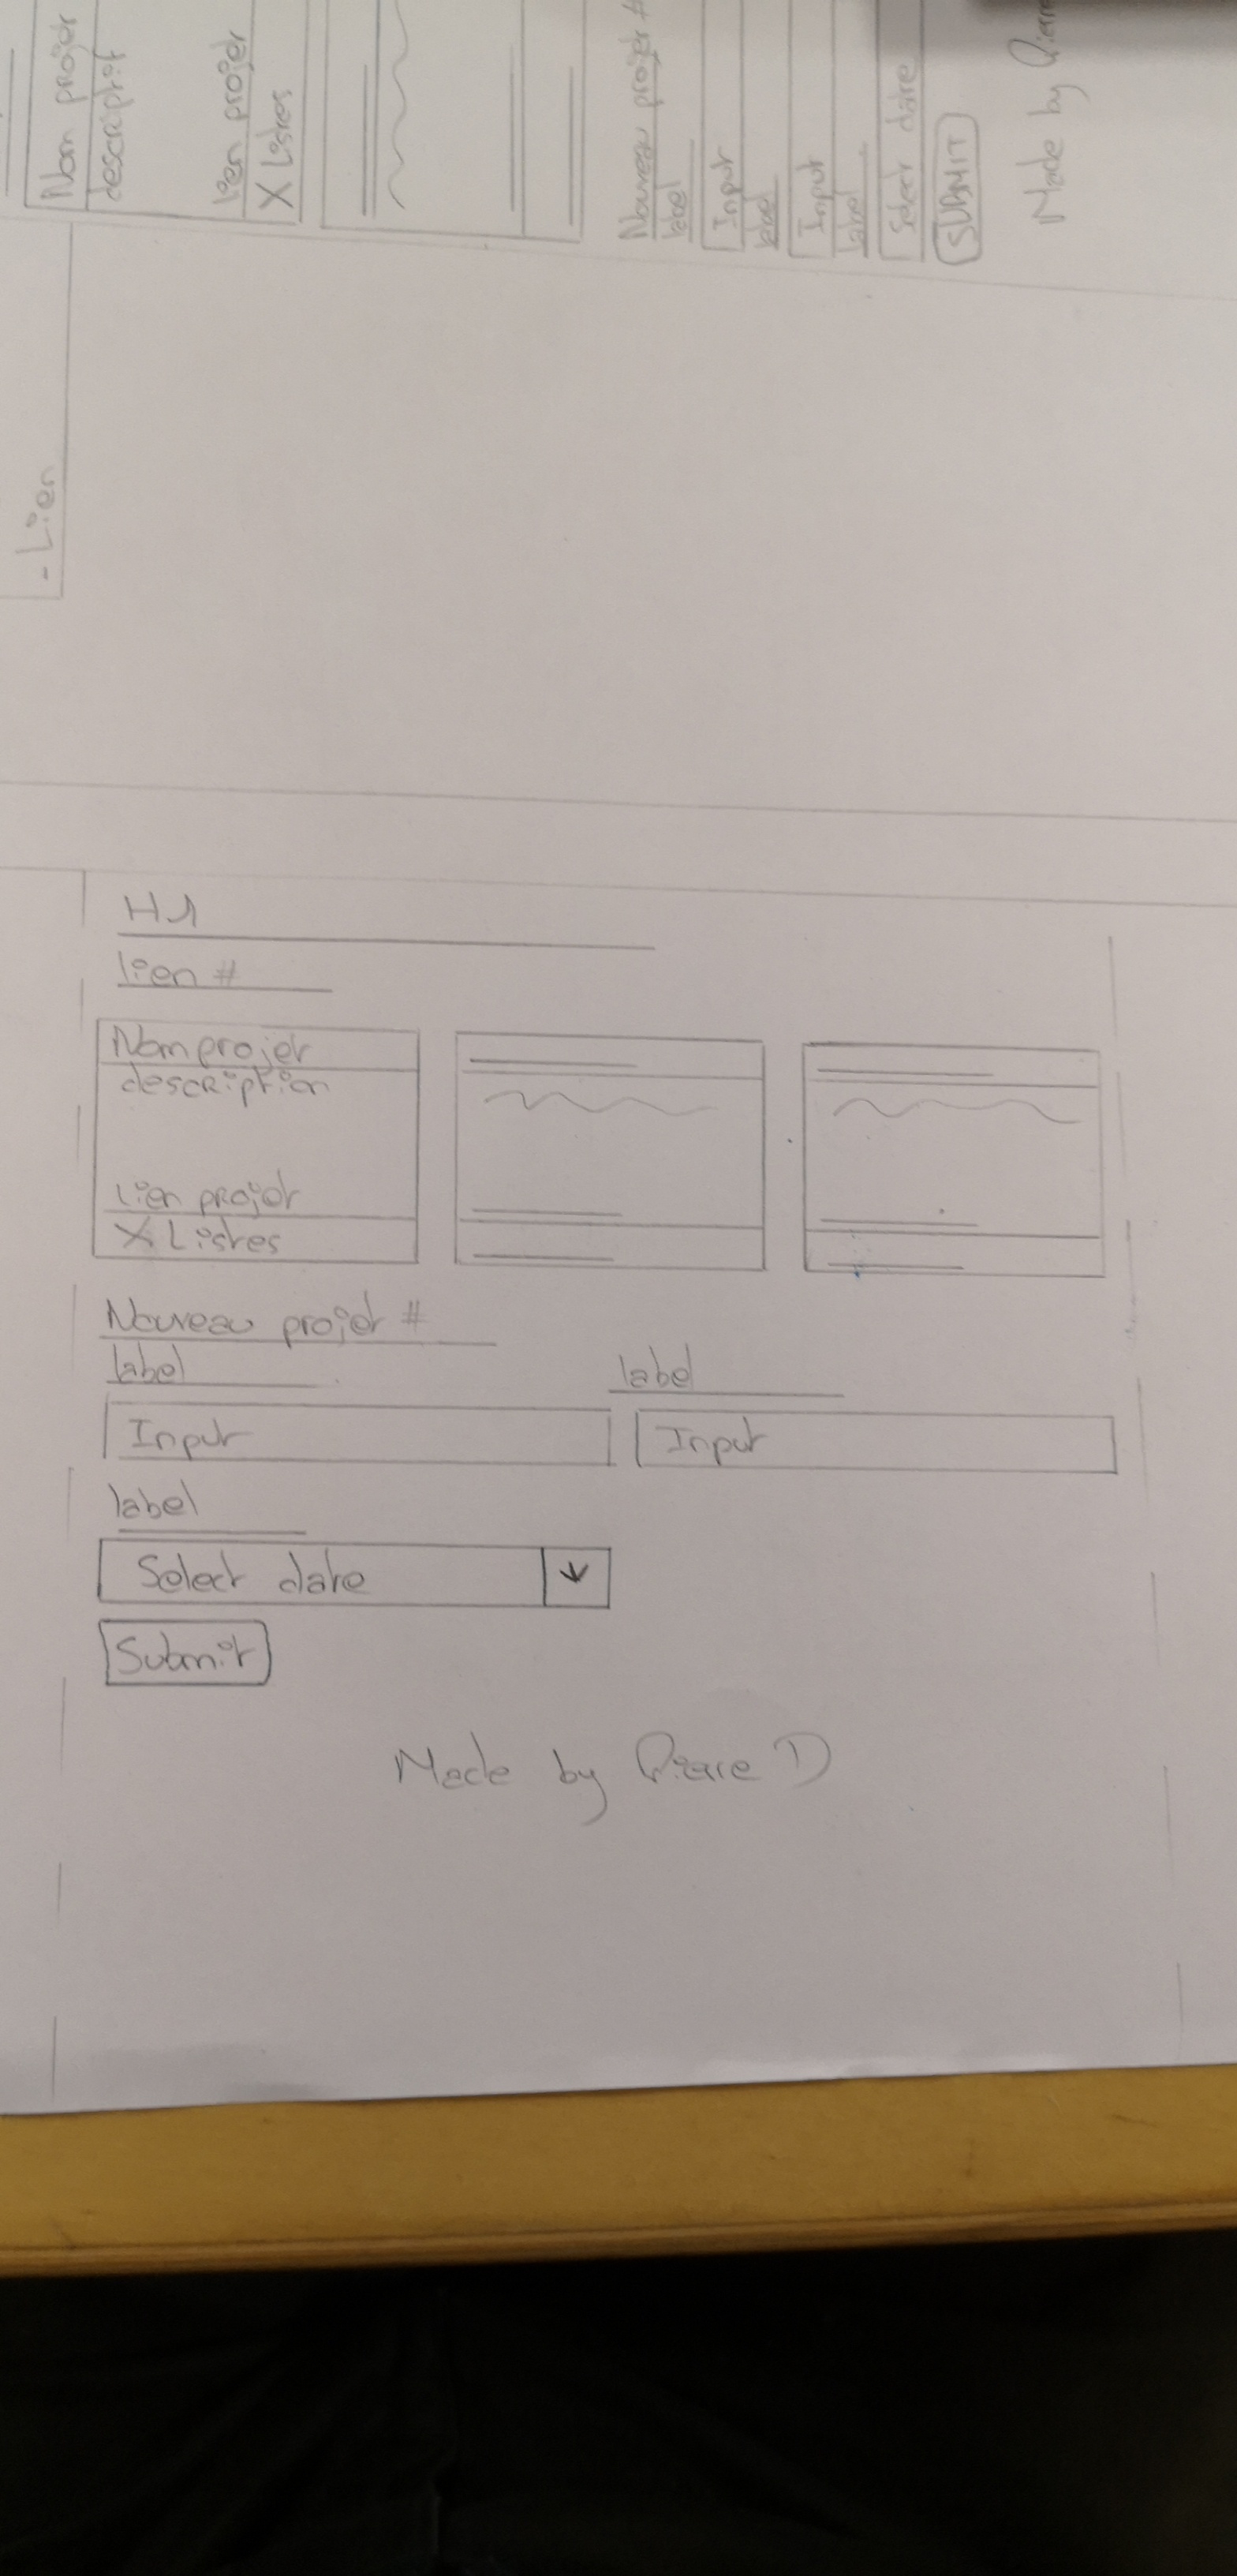 Nom projet
descriptif
lien projet
X Listes
Nouveau projet #
label
Input
label
Input
label
Select date
SUBMIT
Made by Pierre
- Lien
H1
lien #
Nom projet
description
Lien projet
X Listes
Nouveau projet #
label label
Input Input
label
Select date
Submit
Made by Pierre D